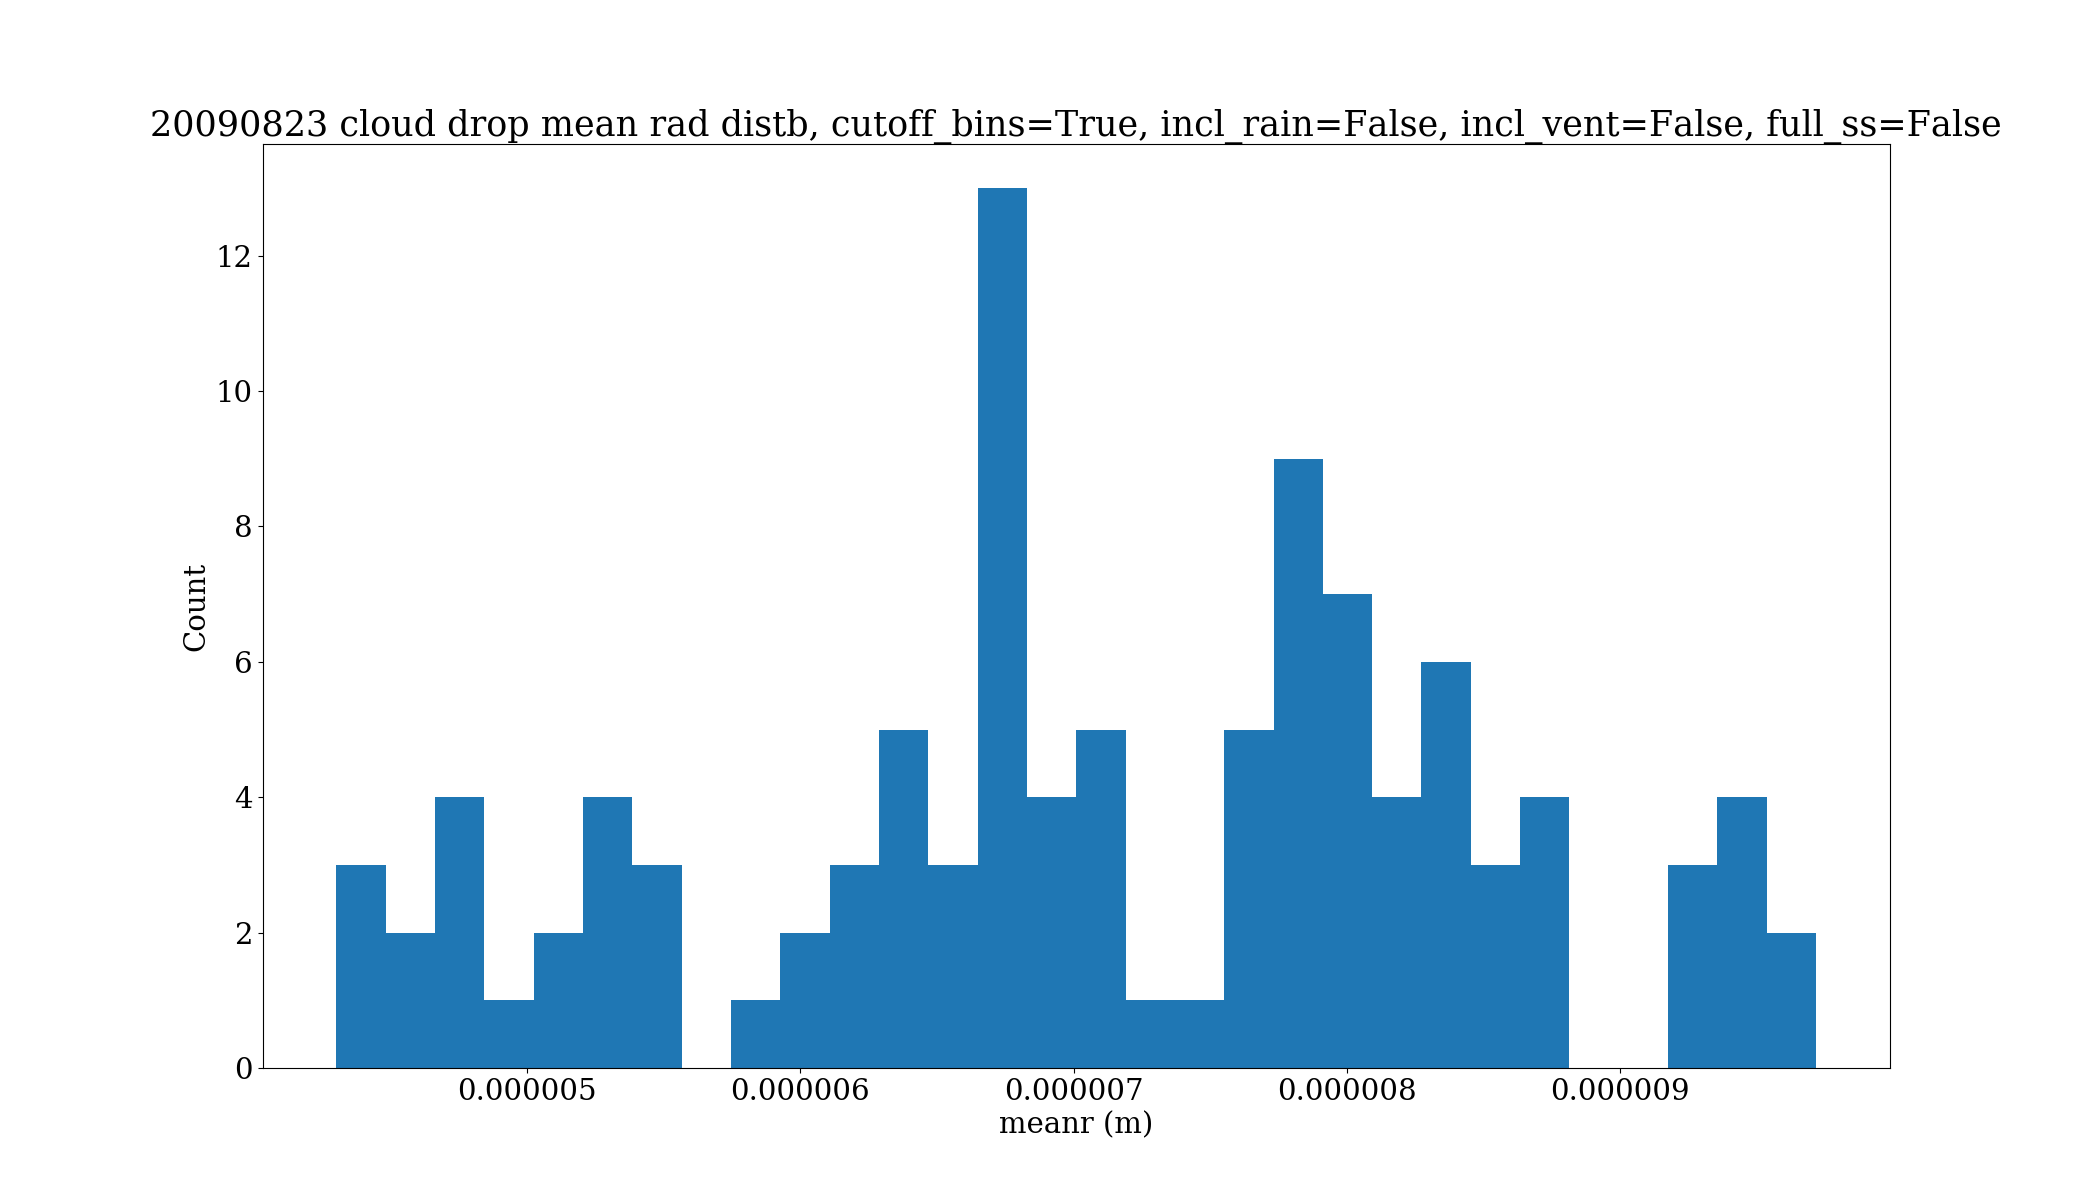 20090823 cloud drop mean rad distb, cutoff_bins=True, incl_rain=False, incl_vent=False, full_ss=False
12
10
8
6
4
2
0
Count
0.000005 0.000006 0.000007 0.000008 0.000009
meanr (m)